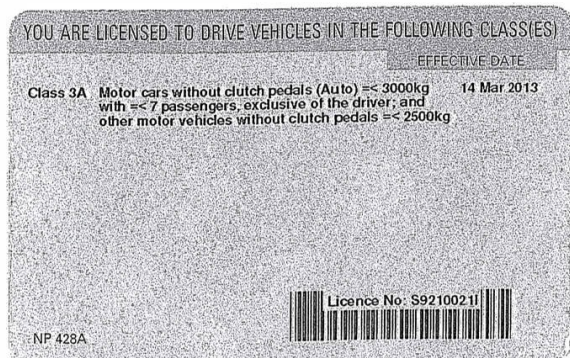 YOU ARE LICENSED TO DRIVE VEHICLES IN THE FOLLOWING CLASS(ES)
EFFECTIVE DATE
Class 3A Motor cars without clutch pedals (Auto) =< 3000kg 14 Mar 2013
with =< 7 passengers, exclusive of the driver; and
other motor vehicles without clutch pedals =< 2500kg
Licence No: S9210021I
NP 428A